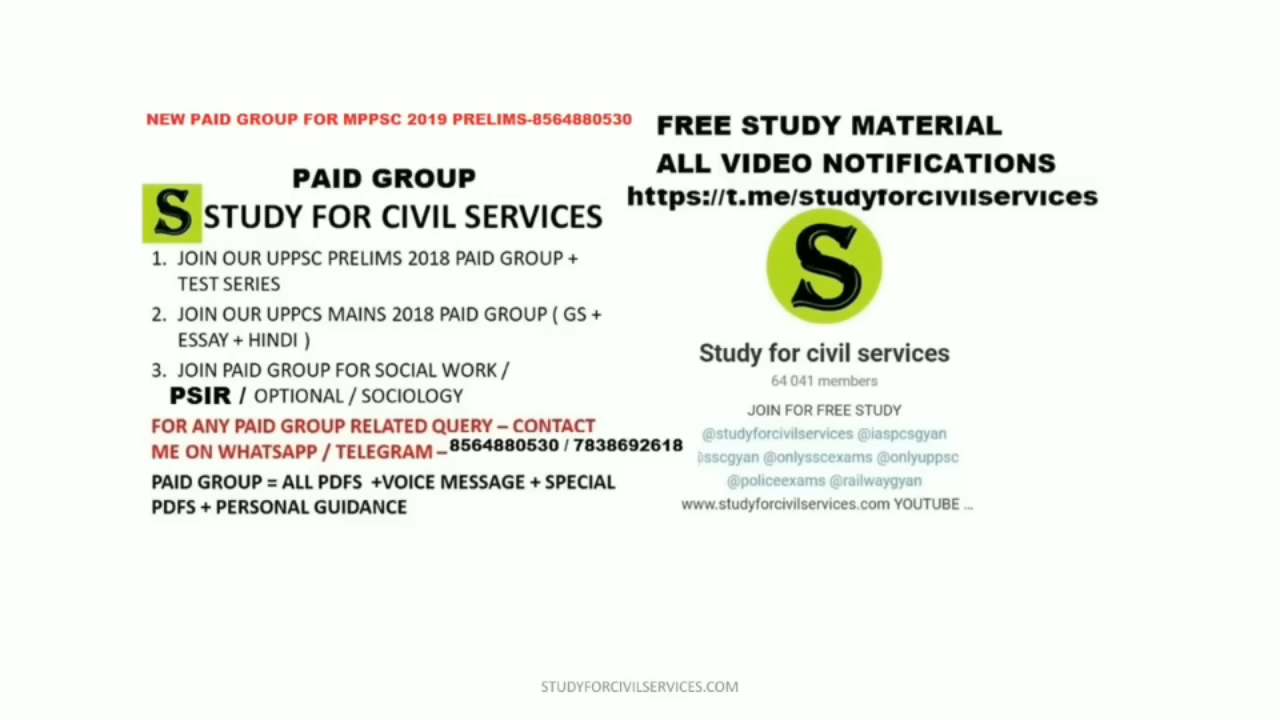 NEW PAID GROUP FOR MPPSC 2019 PRELIMS-8564880530
PAID GROUP
S STUDY FOR CIVIL SERVICES
1. JOIN OUR UPPSC PRELIMS 2018 PAID GROUP +
TEST SERIES
2. JOIN OUR UPPCS MAINS 2018 PAID GROUP ( GS +
ESSAY + HINDI )
3. JOIN PAID GROUP FOR SOCIAL WORK /
PSIR / OPTIONAL / SOCIOLOGY
FOR ANY PAID GROUP RELATED QUERY – CONTACT
ME ON WHATSAPP / TELEGRAM – 8564880530 / 7838692618
PAID GROUP = ALL PDFS +VOICE MESSAGE + SPECIAL
PDFS + PERSONAL GUIDANCE
FREE STUDY MATERIAL
ALL VIDEO NOTIFICATIONS
https://t.me/studyforcivilservices
S
Study for civil services
64 041 members
JOIN FOR FREE STUDY
@studyforcivilservices @iaspcsgyan
@sscgyan @onlysscexams @onlyuppsc
@policeexams @railwaygyan
www.studyforcivilservices.com YOUTUBE ...
STUDYFORCIVILSERVICES.COM